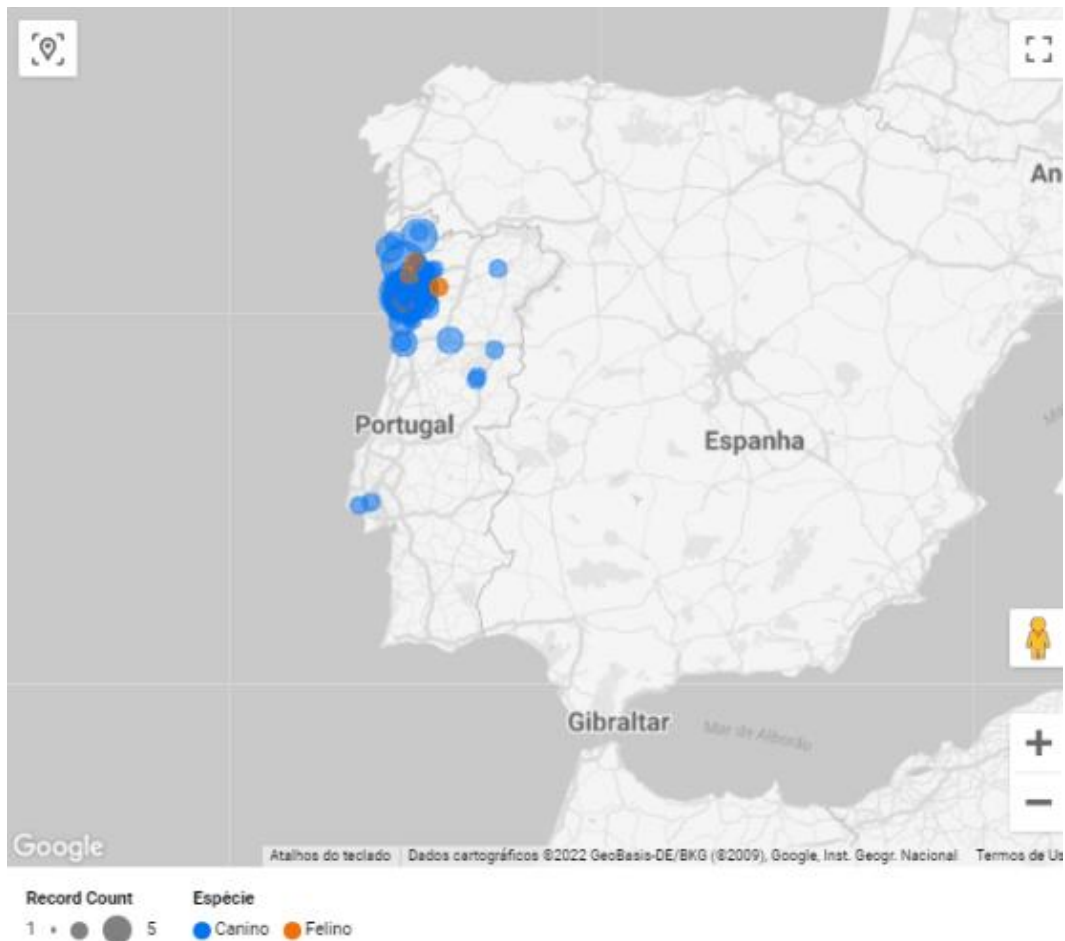 An
Portugal
Espanha
Gibraltar
Mar de Alborão
Google
Atalhos do teclado
Dados cartográficos ©2022 GeoBasis-DE/BKG (©2009), Google, Inst. Geogr. Nacional
Termos de Us
Record Count
Espécie
1
5
Canino
Felino